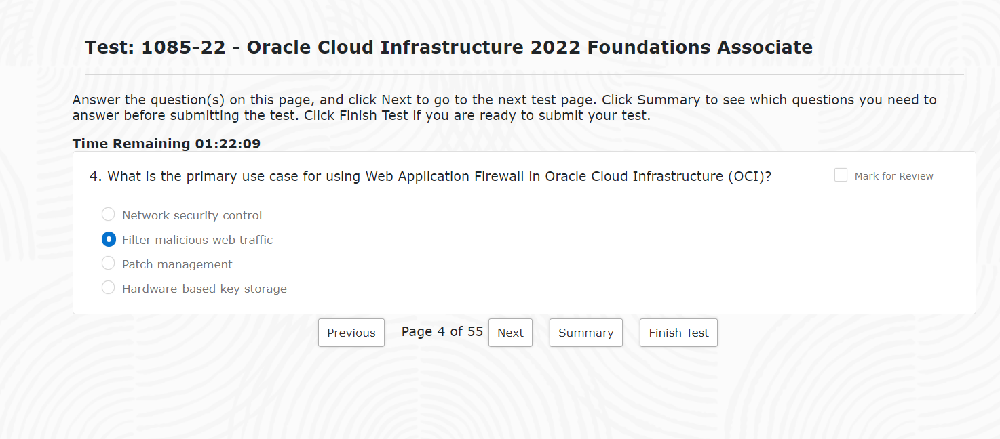 Test: 1085-22 - Oracle Cloud Infrastructure 2022 Foundations Associate
Answer the question(s) on this page, and click Next to go to the next test page. Click Summary to see which questions you need to
answer before submitting the test. Click Finish Test if you are ready to submit your test.
Time Remaining 01:22:09
4. What is the primary use case for using Web Application Firewall in Oracle Cloud Infrastructure (OCI)?
Mark for Review
Network security control
Filter malicious web traffic
Patch management
Hardware-based key storage
Previous Page 4 of 55 Next Summary Finish Test